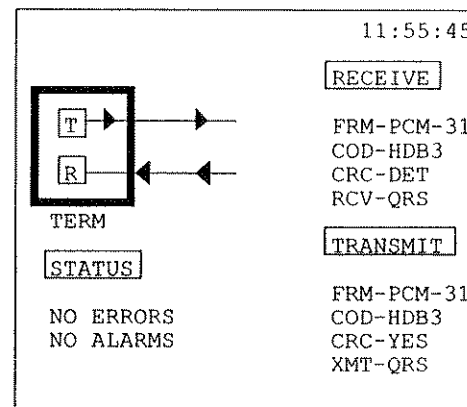 11:55:45
RECEIVE
T
FRM-PCM-31
COD-HDB3
R
CRC-DET
RCV-QRS
TERM
TRANSMIT
STATUS
FRM-PCM-31
NO ERRORS
COD-HDB3
NO ALARMS
CRC-YES
XMT-QRS